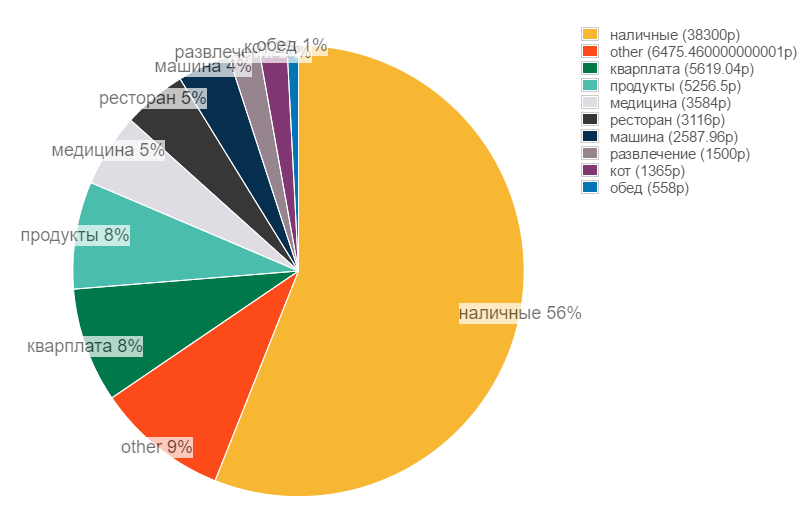 обед 1%
развлечен
машина 4%
ресторан 5%
медицина 5%
продукты 8%
кварплата 8%
other 9%
наличные 56%
наличные (38300р)
other (6475.460000000001р)
кварплата (5619.04р)
продукты (5256.5р)
медицина (3584р)
ресторан (3116р)
машина (2587.96р)
развлечение (1500р)
кот (1365р)
обед (558р)